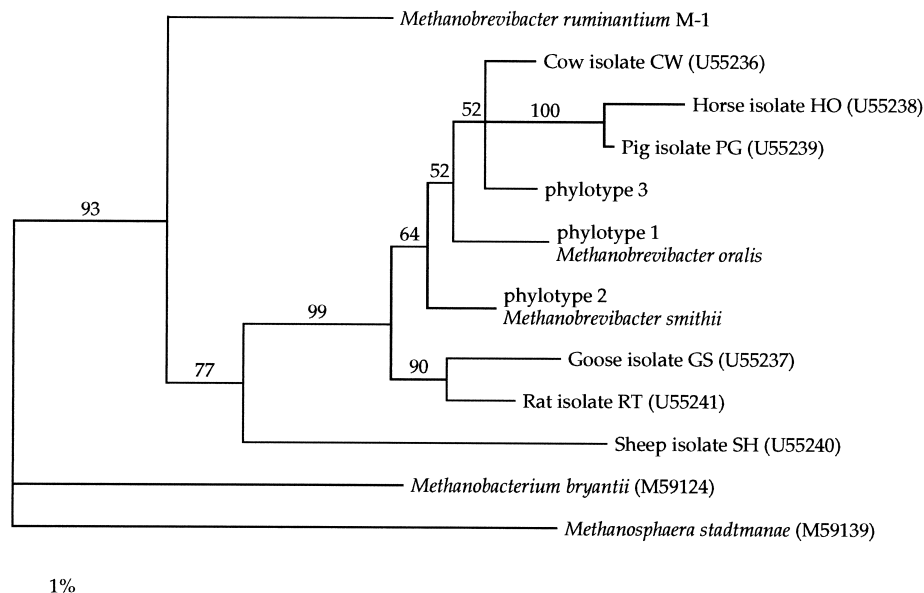 Methanobrevibacter ruminantium M-1
Cow isolate CW (U55236)
52
100
Horse isolate HO (U55238)
Pig isolate PG (U55239)
52
phylotype 3
93
64
phylotype 1
Methanobrevibacter oralis
phylotype 2
Methanobrevibacter smithii
99
77
90
Goose isolate GS (U55237)
Rat isolate RT (U55241)
Sheep isolate SH (U55240)
Methanobacterium bryantii (M59124)
Methanosphaera stadtmanae (M59139)
1%